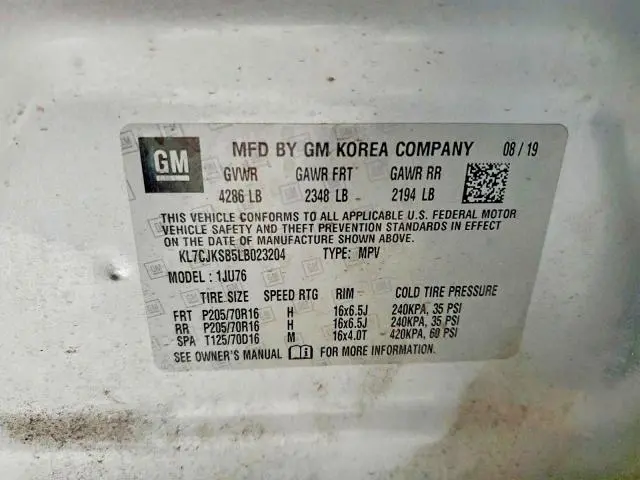 GM MFD BY GM KOREA COMPANY 08/19
GVWR GAWR FRT GAWR RR
4286 LB 2348 LB 2194 LB
THIS VEHICLE CONFORMS TO ALL APPLICABLE U.S. FEDERAL MOTOR
VEHICLE SAFETY AND THEFT PREVENTION STANDARDS IN EFFECT
ON THE DATE OF MANUFACTURE SHOWN ABOVE.
KL7CJKSB5LB023204 TYPE: MPV
MODEL : 1JU76
TIRE SIZE SPEED RTG RIM COLD TIRE PRESSURE
FRT P205/70R16 H 16x6.5J 240KPA, 35 PSI
RR P205/70R16 H 16x6.5J 240KPA, 35 PSI
SPA T125/70D16 M 16x4.0T 420KPA, 60 PSI
SEE OWNER'S MANUAL FOR MORE INFORMATION.